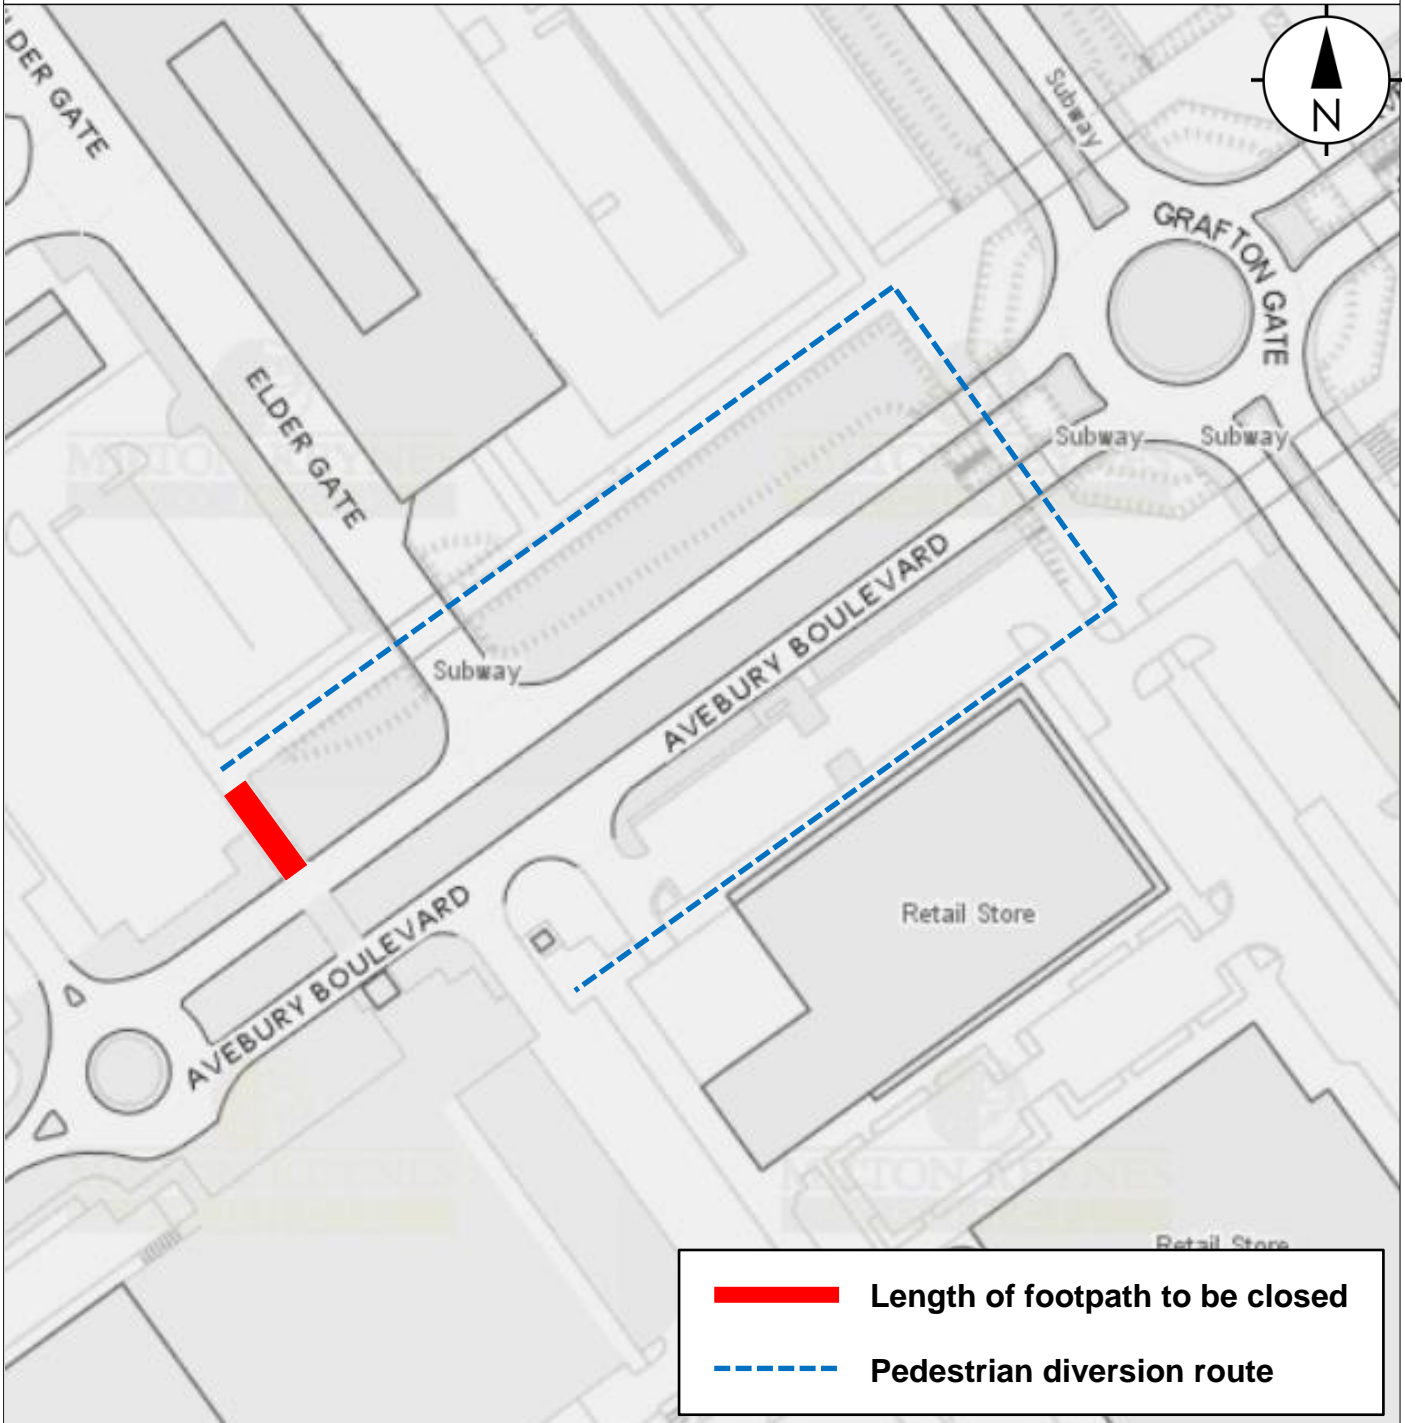 ELDER GATE
Subway
N
GRAFTON GATE
ELDER GATE
Subway
Subway
AVEBURY BOULEVARD
Subway
AVEBURY BOULEVARD
Retail Store
Retail Store
Length of footpath to be closed
Pedestrian diversion route